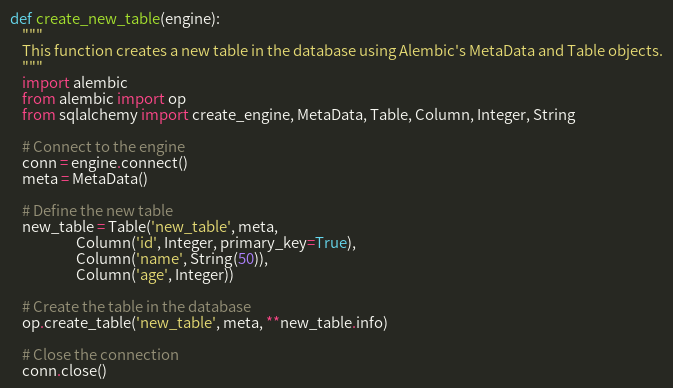 def create_new_table(engine):
    """
    This function creates a new table in the database using Alembic's MetaData and Table objects.
    """
    import alembic
    from alembic import op
    from sqlalchemy import create_engine, MetaData, Table, Column, Integer, String

    # Connect to the engine
    conn = engine.connect()
    meta = MetaData()

    # Define the new table
    new_table = Table('new_table', meta,
                      Column('id', Integer, primary_key=True),
                      Column('name', String(50)),
                      Column('age', Integer))

    # Create the table in the database
    op.create_table('new_table', meta, **new_table.info)

    # Close the connection
    conn.close()